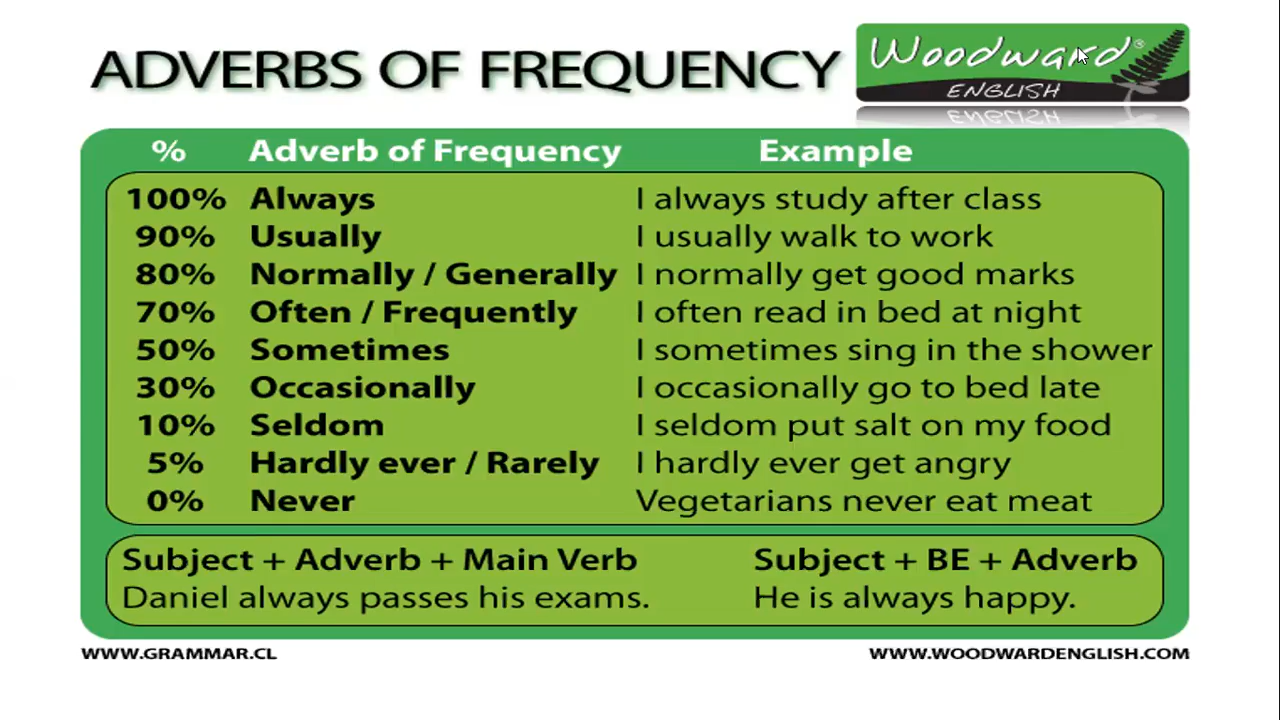 ADVERBS OF FREQUENCY
Woodward®
ENGLISH
% Adverb of Frequency Example
100% Always I always study after class
90% Usually I usually walk to work
80% Normally / Generally I normally get good marks
70% Often / Frequently I often read in bed at night
50% Sometimes I sometimes sing in the shower
30% Occasionally I occasionally go to bed late
10% Seldom I seldom put salt on my food
5% Hardly ever / Rarely I hardly ever get angry
0% Never Vegetarians never eat meat
Subject + Adverb + Main Verb Subject + BE + Adverb
Daniel always passes his exams. He is always happy.
WWW.GRAMMAR.CL WWW.WOODWARDENGLISH.COM